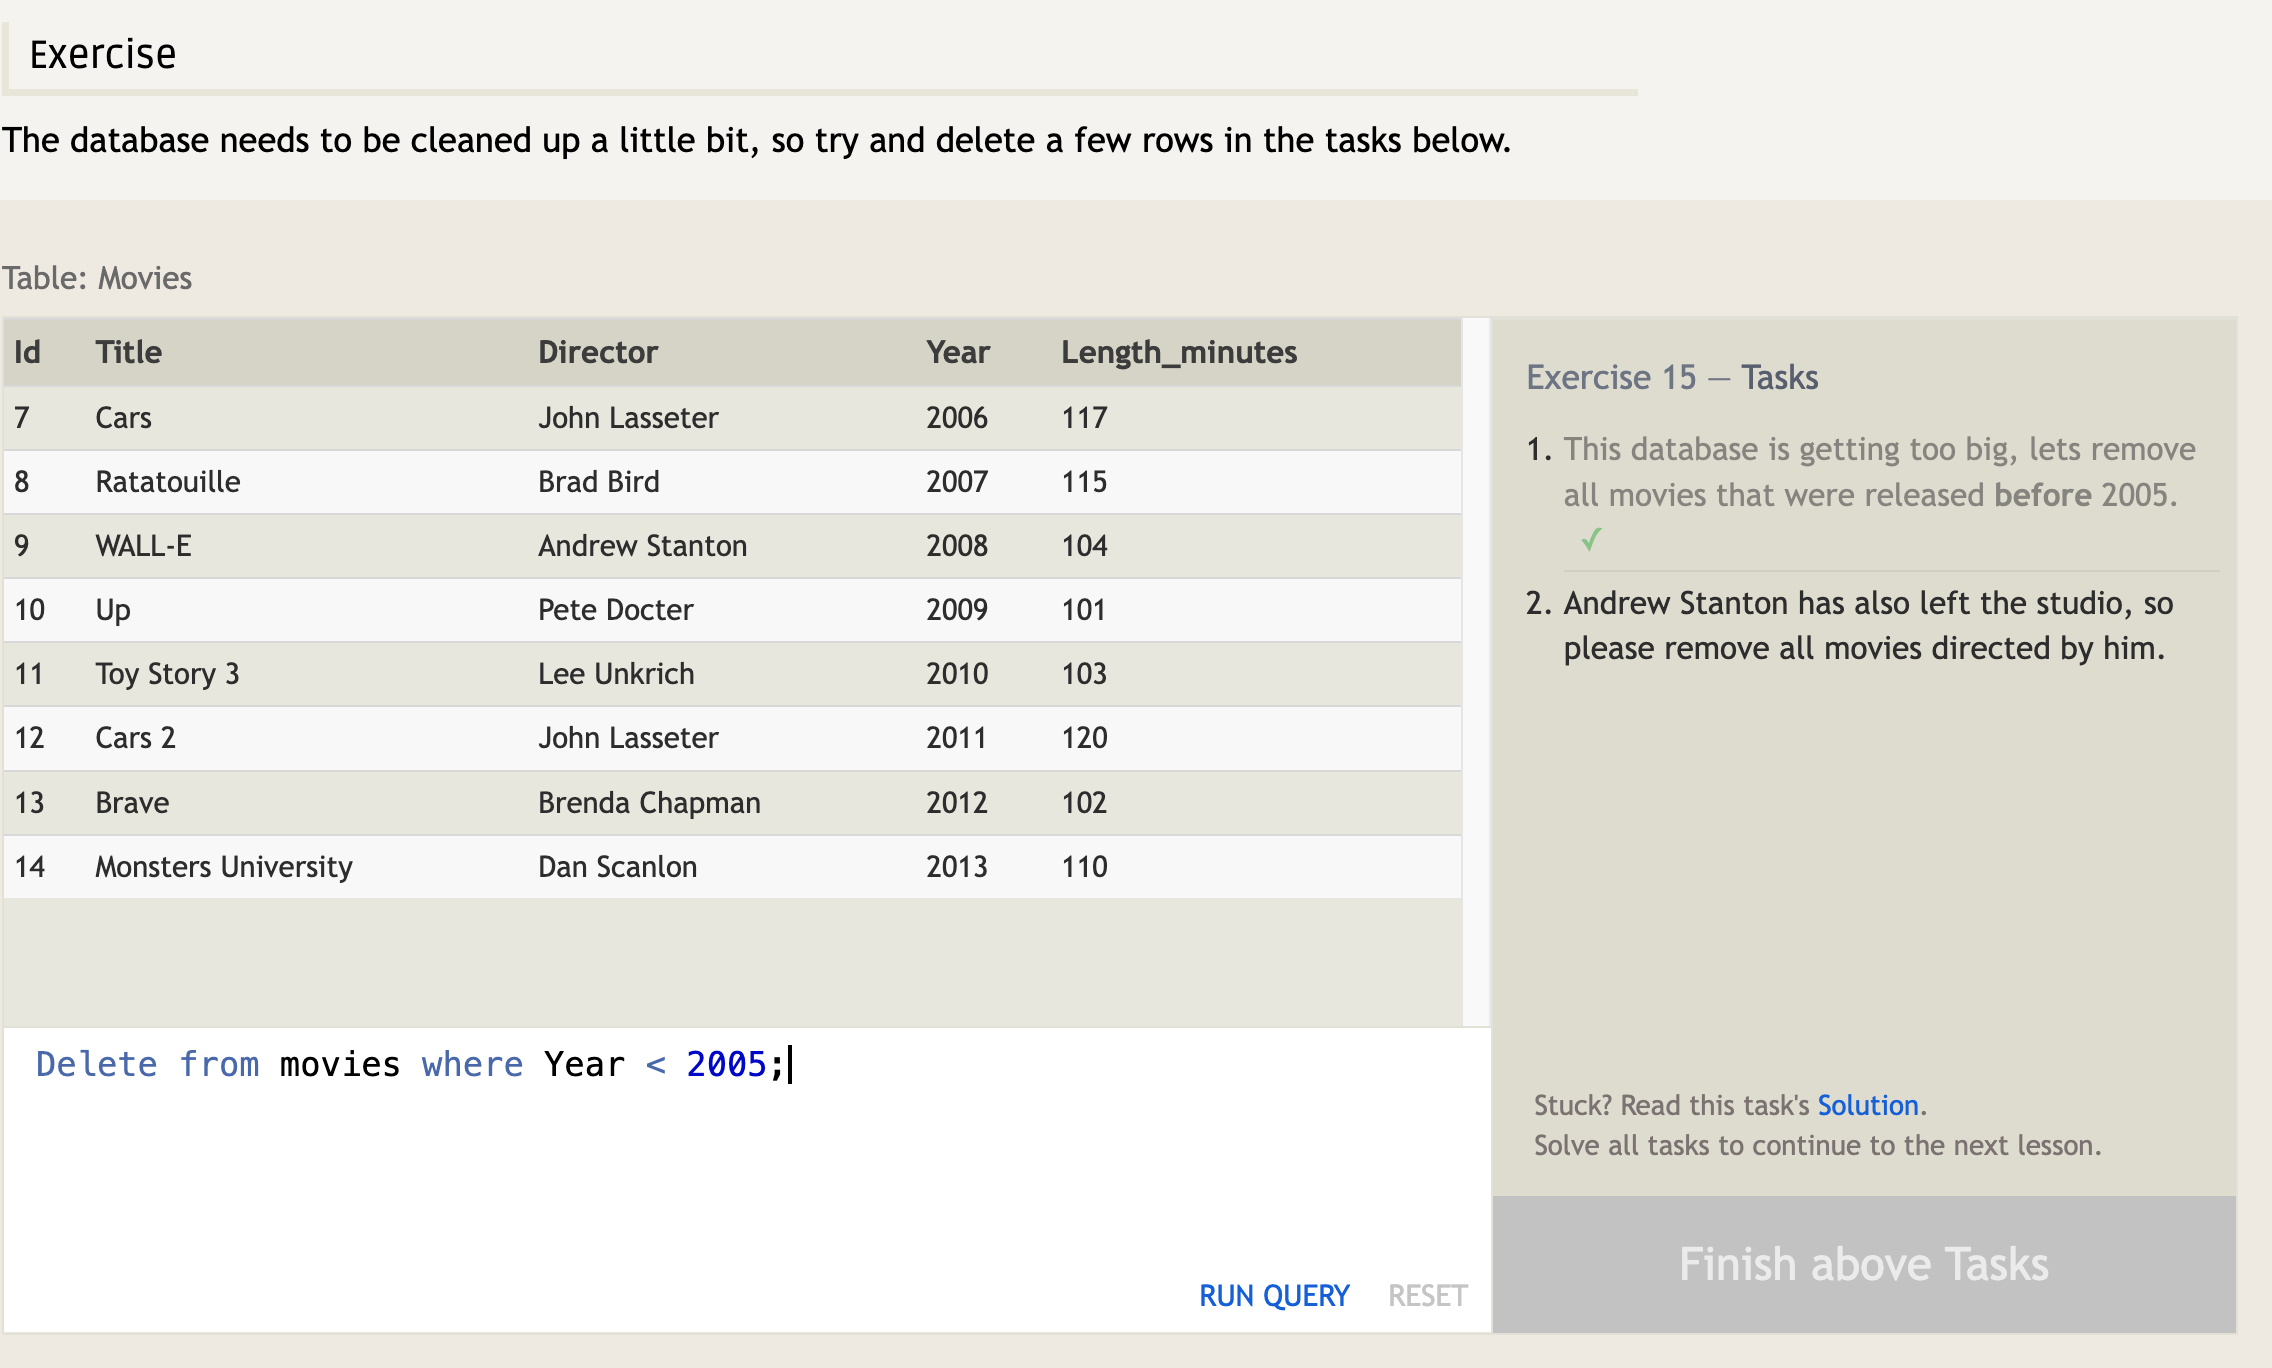 Exercise
The database needs to be cleaned up a little bit, so try and delete a few rows in the tasks below.
Table: Movies
Id Title Director Year Length_minutes
7 Cars John Lasseter 2006 117
8 Ratatouille Brad Bird 2007 115
9 WALL-E Andrew Stanton 2008 104
10 Up Pete Docter 2009 101
11 Toy Story 3 Lee Unkrich 2010 103
12 Cars 2 John Lasseter 2011 120
13 Brave Brenda Chapman 2012 102
14 Monsters University Dan Scanlon 2013 110
Delete from movies where Year < 2005;
RUN QUERY RESET
Exercise 15 — Tasks
1. This database is getting too big, lets remove
all movies that were released before 2005.
✓
2. Andrew Stanton has also left the studio, so
please remove all movies directed by him.
Stuck? Read this task's Solution.
Solve all tasks to continue to the next lesson.
Finish above Tasks